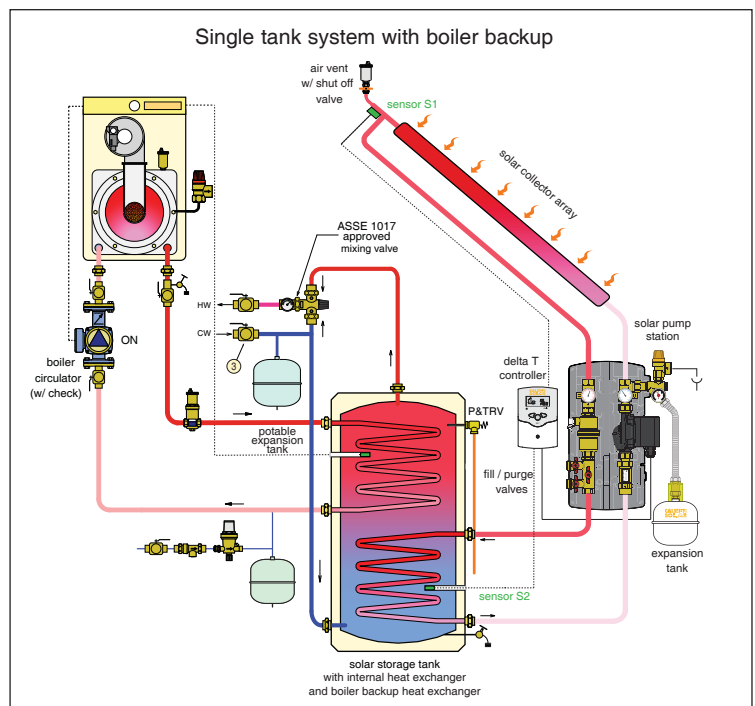 Single tank system with boiler backup
air vent
w/ shut off
valve
sensor S1
solar collector array
ASSE 1017
approved
mixing valve
HW
CW
3
ON
boiler
circulator
(w/ check)
potable
expansion
tank
P&TRV
delta T
controller
solar pump
station
fill / purge
valves
expansion
tank
sensor S2
solar storage tank
with internal heat exchanger
and boiler backup heat exchanger